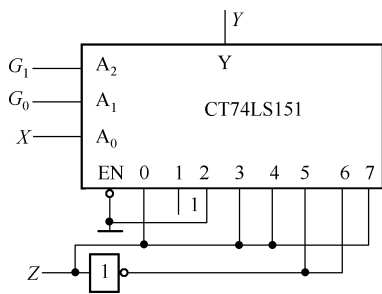 Y
G₁ A₂ Y
G₀ A₁ CT74LS151
X A₀
EN 0 1 2 3 4 5 6 7
1
Z 1